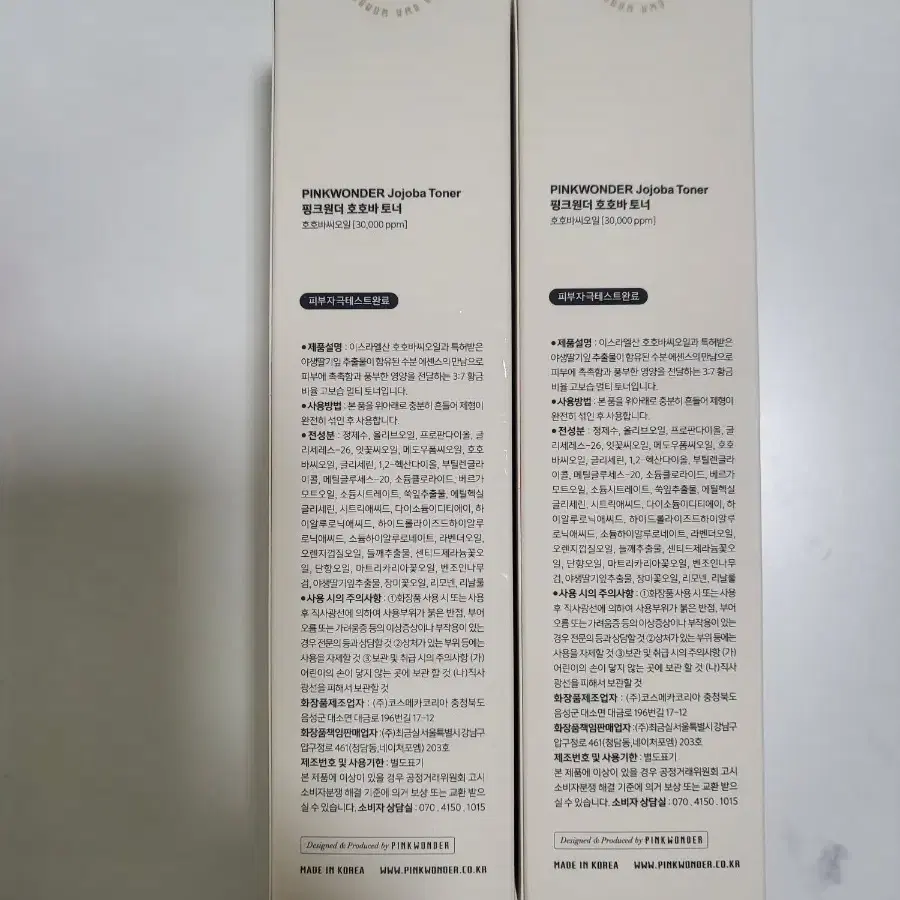 PINKWONDER Jojoba Toner
핑크원더 호호바 토너
호호바씨오일 [30,000 ppm]
피부자극테스트완료
• 제품설명 : 이스라엘산 호호바씨오일과 특허받은
야생딸기잎 추출물이 함유된 수분 에센스의 만남으로
피부에 촉촉함과 풍부한 영양을 전달하는 3:7 황금
비율 고보습 멀티 토너입니다.
• 사용방법 : 본 품을 위아래로 충분히 흔들어 제형이
완전히 섞인 후 사용합니다.
• 전성분 : 정제수, 올리브오일, 프로판다이올, 글
리세레스-26, 잇꽃씨오일, 메도우폼씨오일, 호호
바씨오일, 글리세린, 1,2-헥산다이올, 부틸렌글라
이콜, 메틸글루세스-20, 소듐클로라이드, 베르가
모트오일, 소듐시트레이트, 쑥잎추출물, 에틸헥실
글리세린, 시트릭애씨드, 다이소듐이디티에이, 하
이알루로닉애씨드, 하이드롤라이즈드하이알루
로닉애씨드, 소듐하이알루로네이트, 라벤더오일,
오렌지껍질오일, 들깨추출물, 센티드제라늄꽃오
일, 단향오일, 마트리카리아꽃오일, 벤조인나무
검, 야생딸기잎추출물, 장미꽃오일, 리모넨, 리날룰
• 사용 시의 주의사항 : ①화장품 사용 시 또는 사용
후 직사광선에 의하여 사용부위가 붉은 반점, 부어
오름 또는 가려움증 등의 이상증상이나 부작용이 있는
경우 전문의 등과 상담할 것 ②상처가 있는 부위 등에는
사용을 자제할 것 ③보관 및 취급 시의 주의사항 (가)
어린이의 손이 닿지 않는 곳에 보관 할 것 (나)직사
광선을 피해서 보관할 것
화장품제조업자 : (주)코스메카코리아 충청북도
음성군 대소면 대금로 196번길 17-12
화장품책임판매업자 : (주)최금실 서울특별시 강남구
압구정로 461(청담동,네이처포엠) 203호
제조번호 및 사용기한 : 별도표기
본 제품에 이상이 있을 경우 공정거래위원회 고시
소비자분쟁 해결 기준에 의거 보상 또는 교환 받으
실 수 있습니다. 소비자 상담실 : 070 . 4150 . 1015
Designed & Produced by PINKWONDER
MADE IN KOREA WWW.PINKWONDER.CO.KR
PINKWONDER Jojoba Toner
핑크원더 호호바 토너
호호바씨오일 [30,000 ppm]
피부자극테스트완료
• 제품설명 : 이스라엘산 호호바씨오일과 특허받은
야생딸기잎 추출물이 함유된 수분 에센스의 만남으로
피부에 촉촉함과 풍부한 영양을 전달하는 3:7 황금
비율 고보습 멀티 토너입니다.
• 사용방법 : 본 품을 위아래로 충분히 흔들어 제형이
완전히 섞인 후 사용합니다.
• 전성분 : 정제수, 올리브오일, 프로판다이올, 글
리세레스-26, 잇꽃씨오일, 메도우폼씨오일, 호호
바씨오일, 글리세린, 1,2-헥산다이올, 부틸렌글라
이콜, 메틸글루세스-20, 소듐클로라이드, 베르가
모트오일, 소듐시트레이트, 쑥잎추출물, 에틸헥실
글리세린, 시트릭애씨드, 다이소듐이디티에이, 하
이알루로닉애씨드, 하이드롤라이즈드하이알루
로닉애씨드, 소듐하이알루로네이트, 라벤더오일,
오렌지껍질오일, 들깨추출물, 센티드제라늄꽃오
일, 단향오일, 마트리카리아꽃오일, 벤조인나무
검, 야생딸기잎추출물, 장미꽃오일, 리모넨, 리날룰
• 사용 시의 주의사항 : ①화장품 사용 시 또는 사용
후 직사광선에 의하여 사용부위가 붉은 반점, 부어
오름 또는 가려움증 등의 이상증상이나 부작용이 있는
경우 전문의 등과 상담할 것 ②상처가 있는 부위 등에는
사용을 자제할 것 ③보관 및 취급 시의 주의사항 (가)
어린이의 손이 닿지 않는 곳에 보관 할 것 (나)직사
광선을 피해서 보관할 것
화장품제조업자 : (주)코스메카코리아 충청북도
음성군 대소면 대금로 196번길 17-12
화장품책임판매업자 : (주)최금실 서울특별시 강남구
압구정로 461(청담동,네이처포엠) 203호
제조번호 및 사용기한 : 별도표기
본 제품에 이상이 있을 경우 공정거래위원회 고시
소비자분쟁 해결 기준에 의거 보상 또는 교환 받으
실 수 있습니다. 소비자 상담실 : 070 . 4150 . 1015
Designed & Produced by PINKWONDER
MADE IN KOREA WWW.PINKWONDER.CO.KR